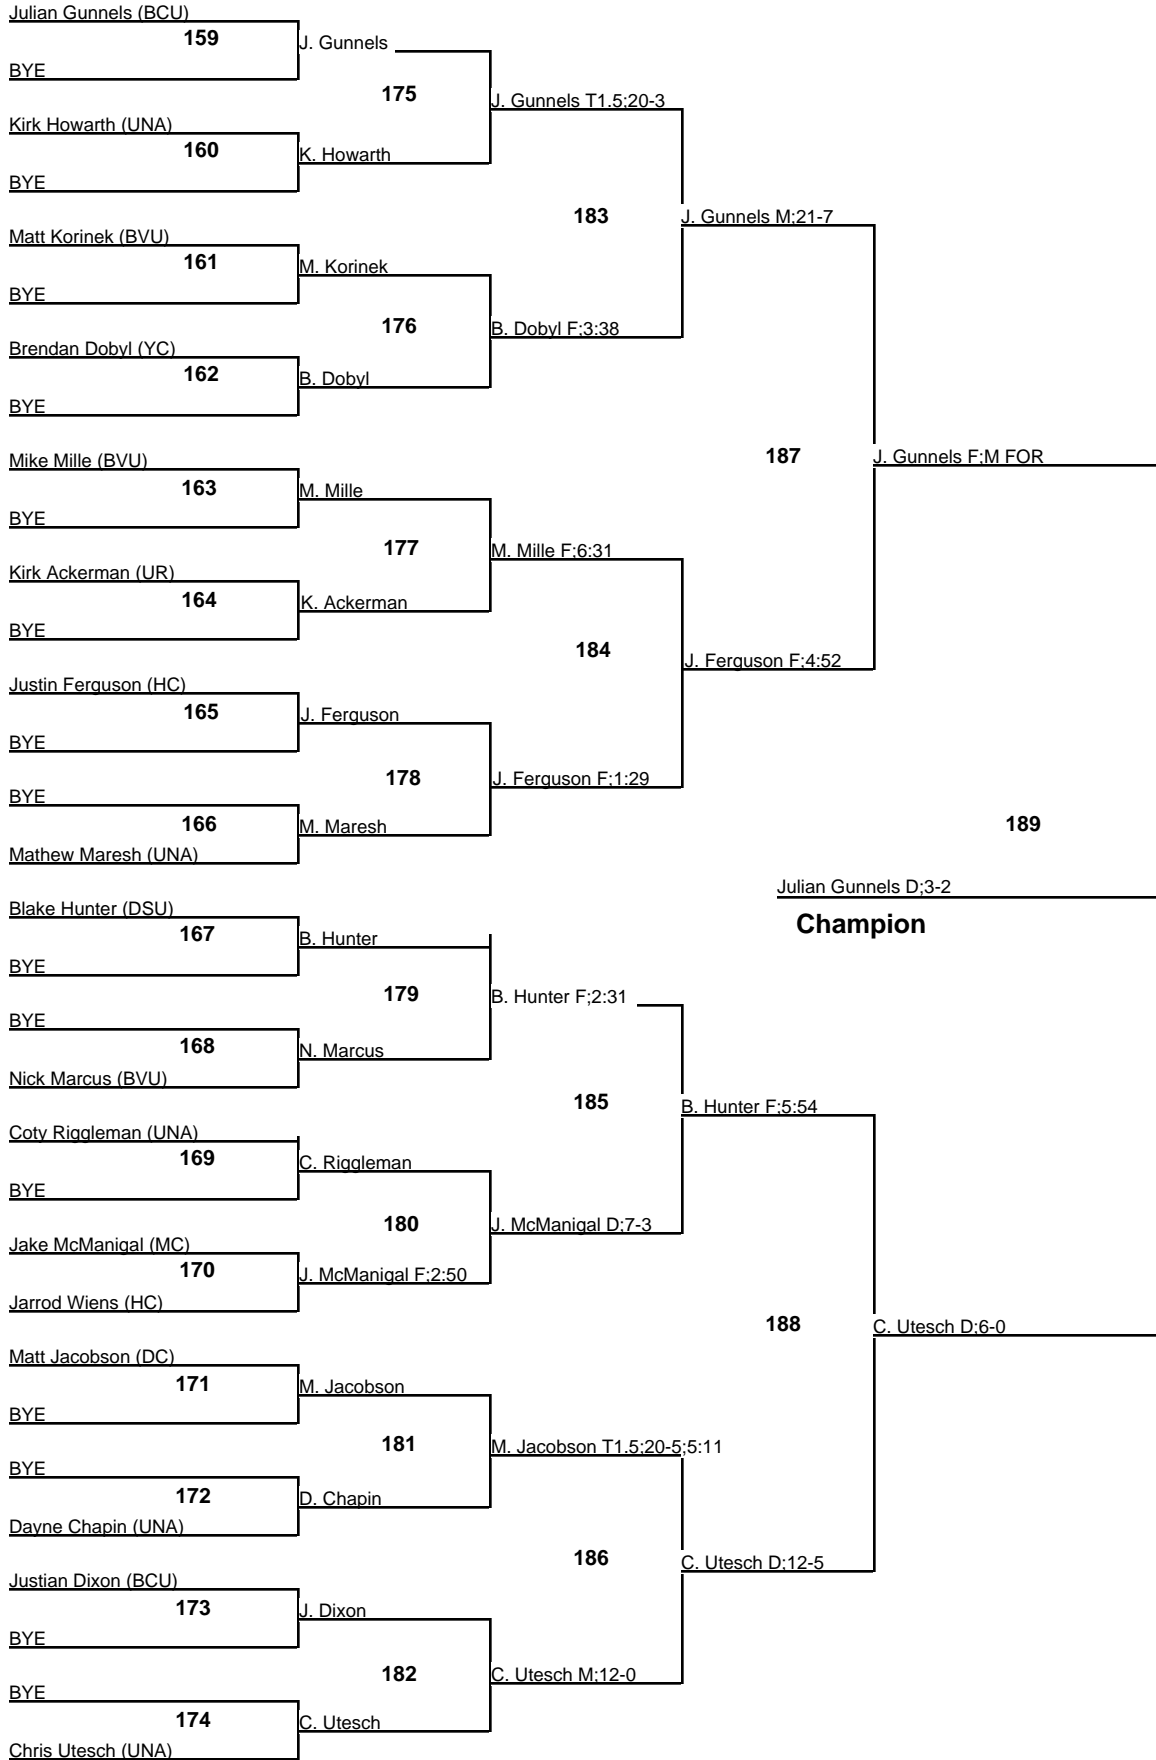 Julian Gunnels (BCU)
159
J. Gunnels
BYE
175
J. Gunnels T1.5;20-3
Kirk Howarth (UNA)
160
K. Howarth
BYE
183
J. Gunnels M;21-7
Matt Korinek (BVU)
161
M. Korinek
BYE
176
B. Dobyl F;3:38
Brendan Dobyl (YC)
162
B. Dobyl
BYE
187
J. Gunnels F;M FOR
Mike Mille (BVU)
163
M. Mille
BYE
177
M. Mille F;6:31
Kirk Ackerman (UR)
164
K. Ackerman
BYE
184
J. Ferguson F;4:52
Justin Ferguson (HC)
165
J. Ferguson
BYE
178
J. Ferguson F;1:29
BYE
166
M. Maresh
Mathew Maresh (UNA)
189
Julian Gunnels D;3-2
Champion
Blake Hunter (DSU)
167
B. Hunter
BYE
179
B. Hunter F;2:31
BYE
168
N. Marcus
Nick Marcus (BVU)
185
B. Hunter F;5:54
Coty Riggleman (UNA)
169
C. Riggleman
BYE
180
J. McManigal D;7-3
Jake McManigal (MC)
170
J. McManigal F;2:50
Jarrod Wiens (HC)
188
C. Utesch D;6-0
Matt Jacobson (DC)
171
M. Jacobson
BYE
181
M. Jacobson T1.5;20-5;5:11
BYE
172
D. Chapin
Dayne Chapin (UNA)
186
C. Utesch D;12-5
Justian Dixon (BCU)
173
J. Dixon
BYE
182
C. Utesch M;12-0
BYE
174
C. Utesch
Chris Utesch (UNA)